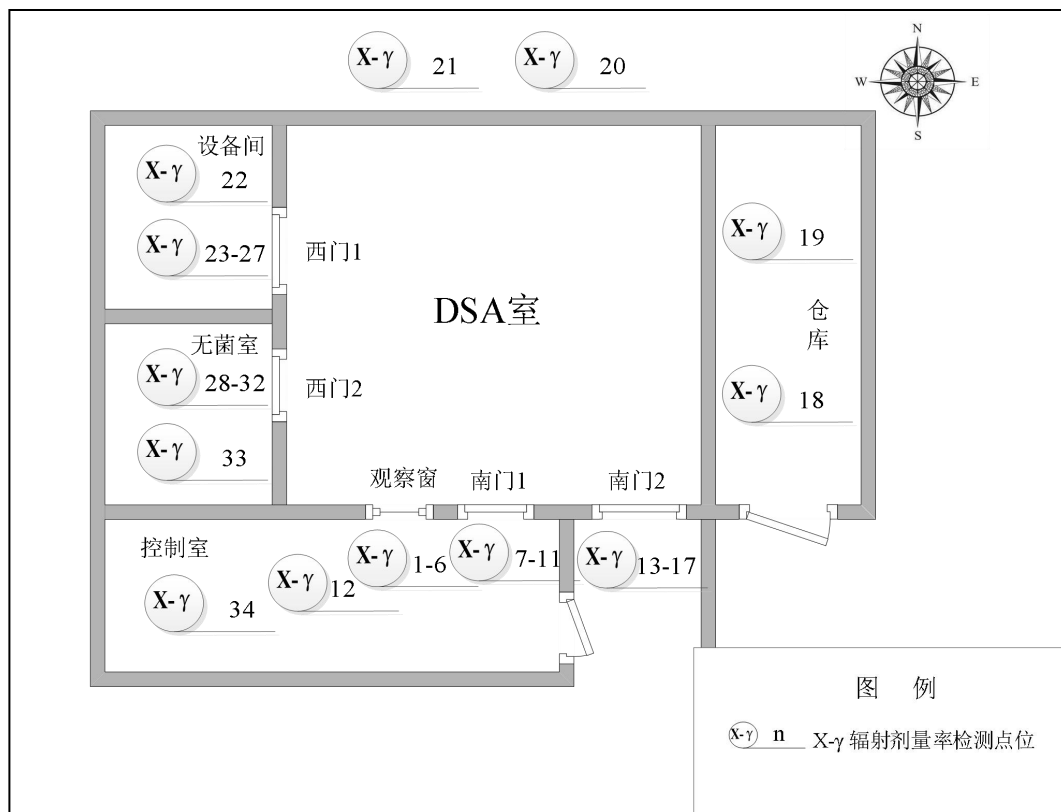 X-γ 21
X-γ 20
N
W
E
S
设备间
X-γ 22
X-γ 23-27
西门1
DSA室
X-γ 19
仓
库
无菌室
X-γ 28-32
西门2
X-γ 18
X-γ 33
观察窗
南门1
南门2
控制室
X-γ 1-6
X-γ 7-11
X-γ 13-17
X-γ 12
X-γ 34
图 例
X-γ n X-γ 辐射剂量率检测点位